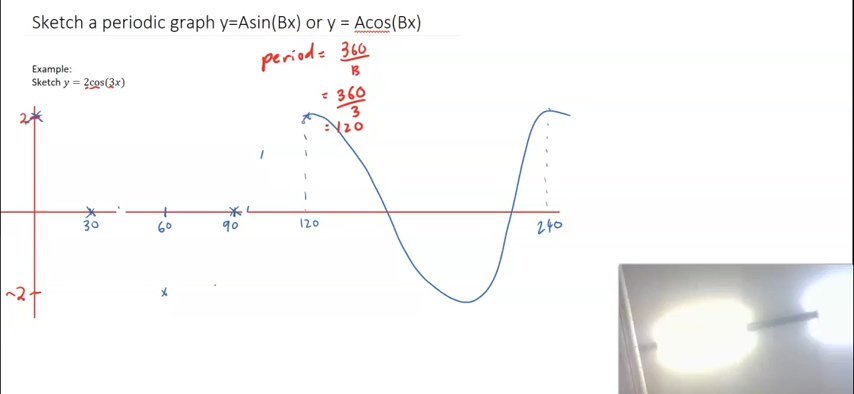 Sketch a periodic graph y=Asin(Bx) or y = Acos(Bx)
period = 360/B
Example:
Sketch y = 2cos(3x)
= 360/3
= 120
2
30
60
90
120
240
-2